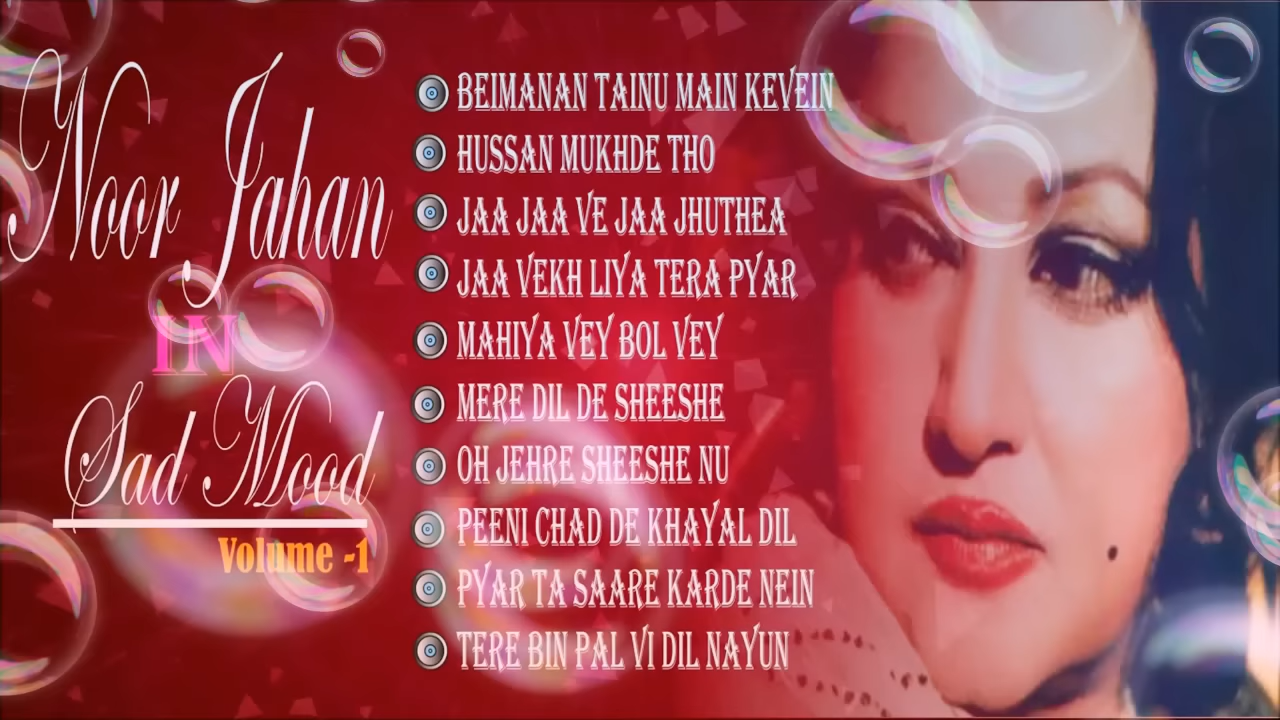 Noor Jahan
IN
Sad Mood
Volume -1
BEIMANAN TAINU MAIN KEVEIN
HUSSAN MUKHDE THO
JAA JAA VE JAA JHUTHEA
JAA VEKH LIYA TERA PYAR
MAHIYA VEY BOL VEY
MERE DIL DE SHEESHE
OH JEHRE SHEESHE NU
PEENI CHAD DE KHAYAL DIL
PYAR TA SAARE KARDE NEIN
TERE BIN PAL VI DIL NAYUN